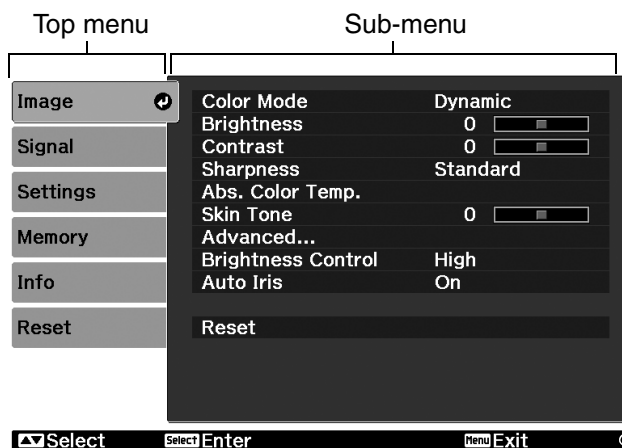 Top menu Sub-menu
Image
Signal
Settings
Memory
Info
Reset
Color Mode Dynamic
Brightness 0
Contrast 0
Sharpness Standard
Abs. Color Temp.
Skin Tone 0
Advanced...
Brightness Control High
Auto Iris On
Reset
Select Select Enter Menu Exit